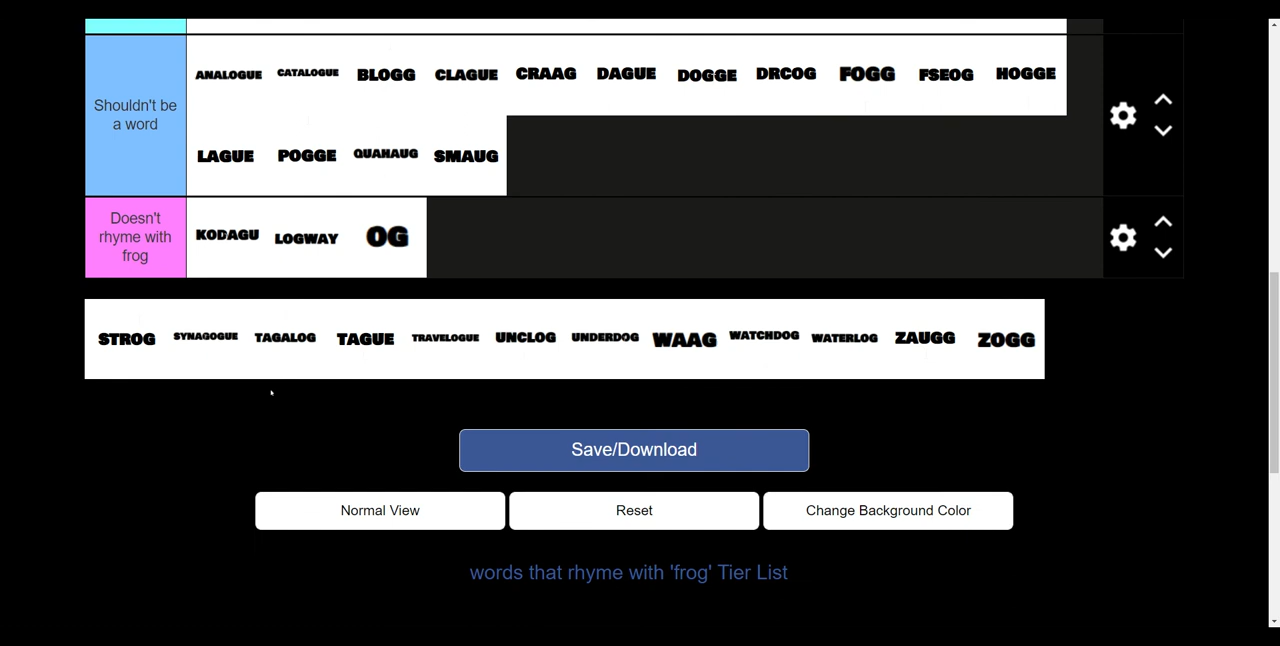 Shouldn't be
a word
ANALOGUE CATALOGUE BLOGG CLAGUE CRAAG DAGUE DOGGE DRCOG FOGG FSEOG HOGGE
LAGUE POGGE QUAHAUG SMAUG
Doesn't
rhyme with
frog
KODAGU LOGWAY OG
STROG SYNAGOGUE TAGALOG TAGUE TRAVELOGUE UNCLOG UNDERDOG WAAG WATCHDOG WATERLOG ZAUGG ZOGG
Save/Download
Normal View Reset Change Background Color
words that rhyme with 'frog' Tier List